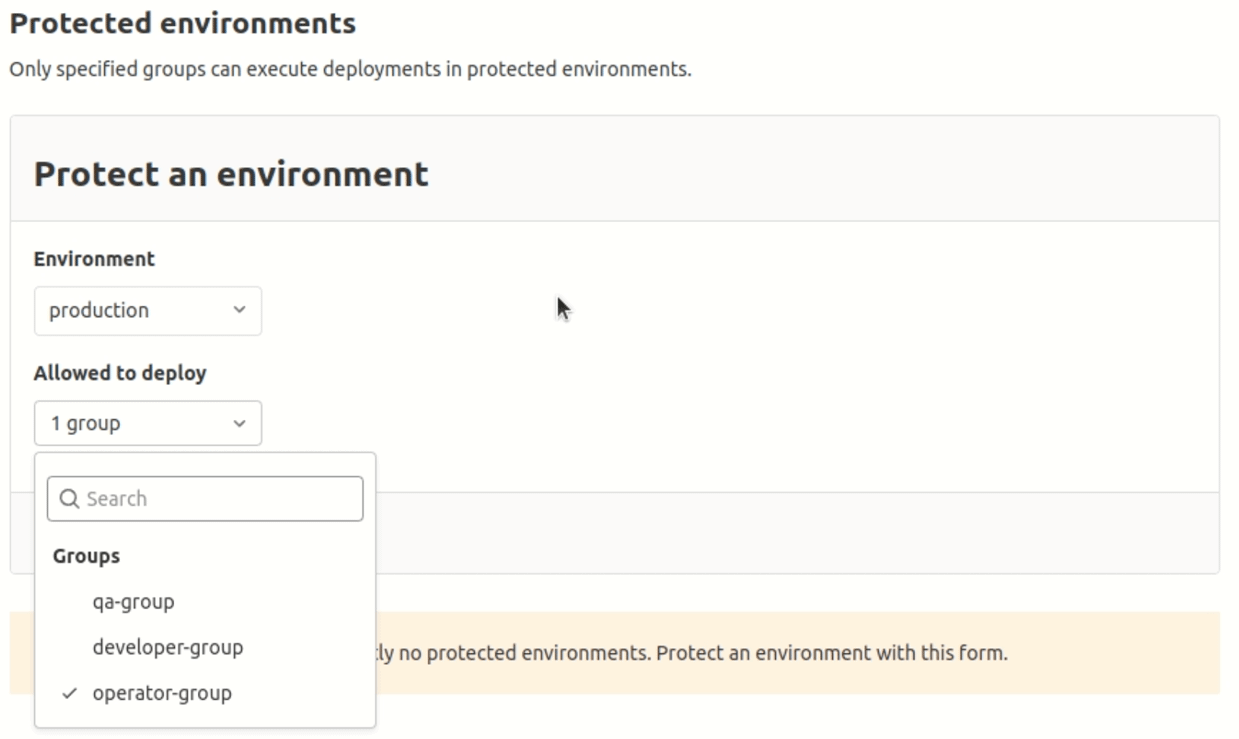 Protected environments
Only specified groups can execute deployments in protected environments.
Protect an environment
Environment
production
Allowed to deploy
1 group
Search
Groups
qa-group
developer-group
operator-group
no protected environments. Protect an environment with this form.